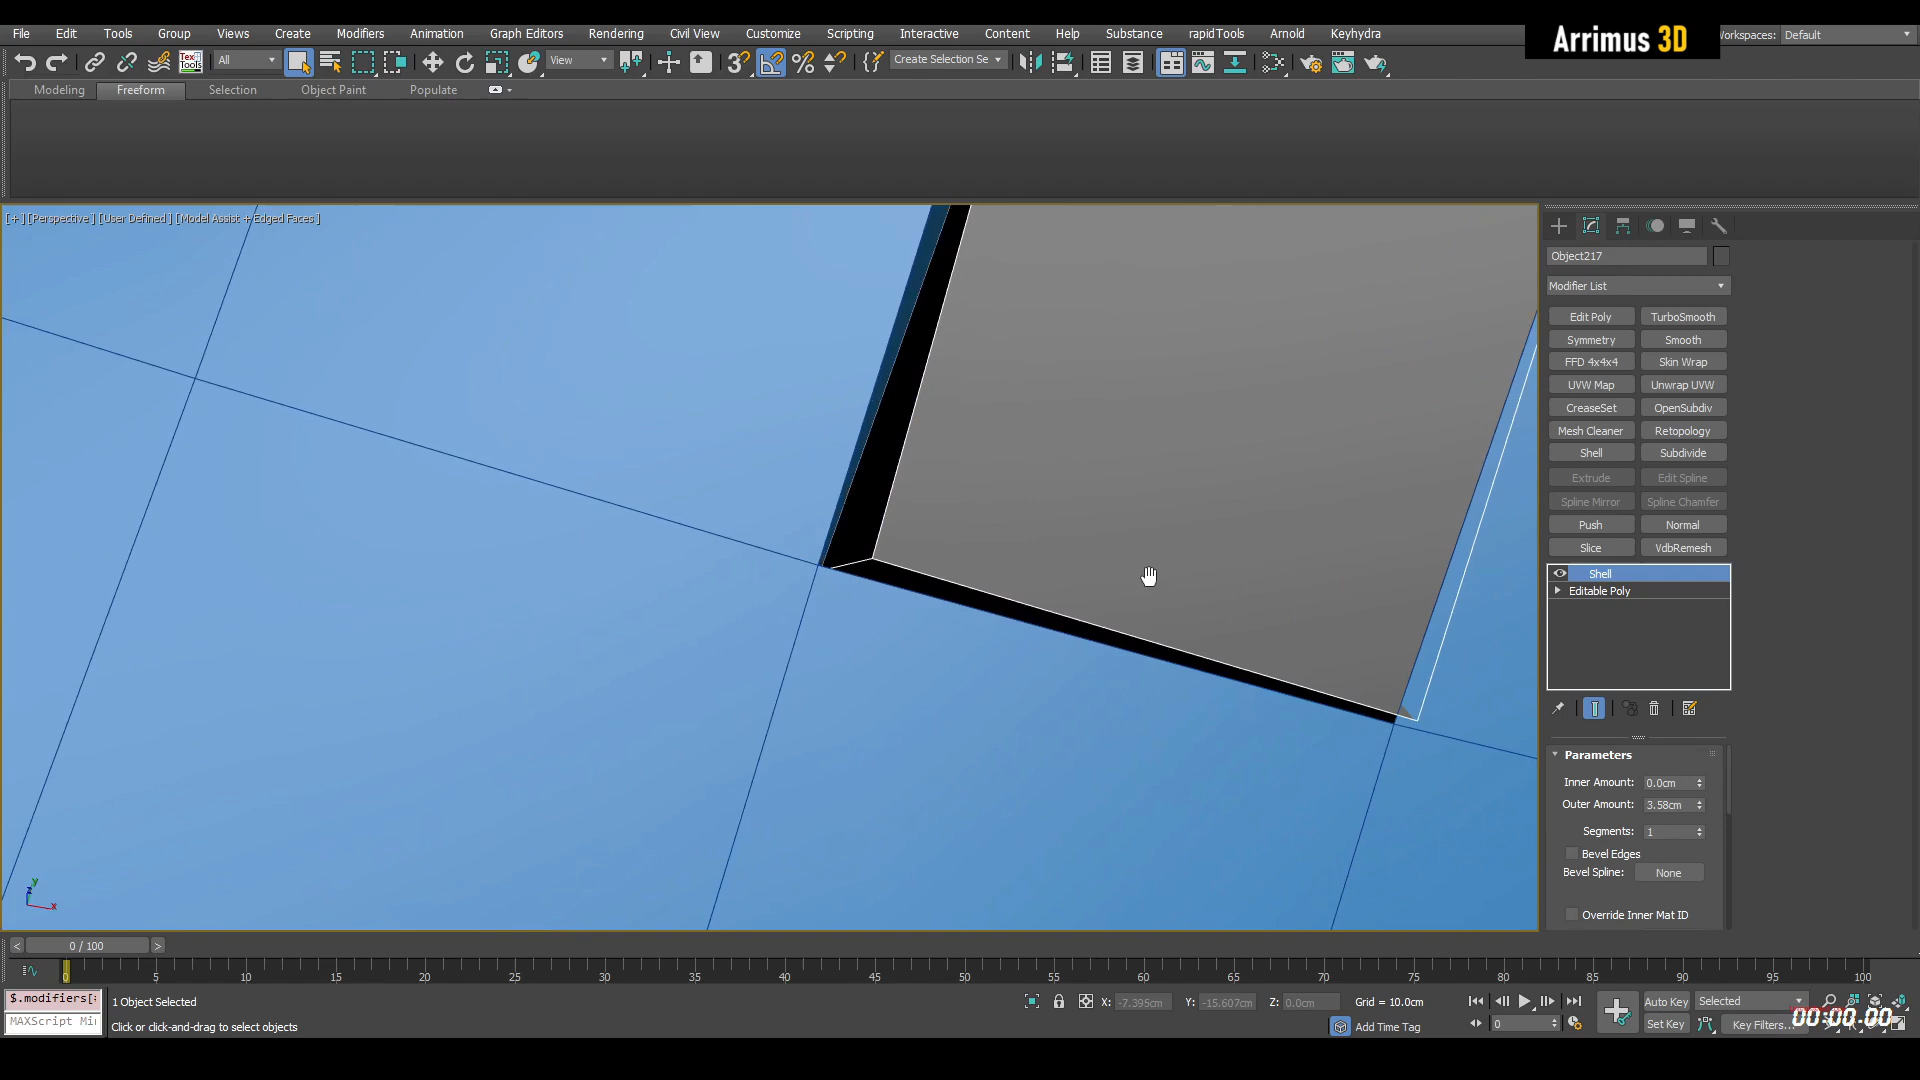 File Edit Tools Group Views Create Modifiers Animation Graph Editors Rendering Civil View Customize Scripting Interactive Content Help Substance rapidTools Arnold Keyhydra
Arrimus 3D
orkspaces: Default
Text Tools
All
View
3
Create Selection Se
Modeling Freeform Selection Object Paint Populate
[+] [Perspective] [User Defined] [Model Assist + Edged Faces]
Object217
Modifier List
Edit Poly TurboSmooth
Symmetry Smooth
FFD 4x4x4 Skin Wrap
UVW Map Unwrap UVW
CreaseSet OpenSubdiv
Mesh Cleaner Retopology
Shell Subdivide
Extrude Edit Spline
Spline Mirror Spline Chamfer
Push Normal
Slice VdbRemesh
Shell
Editable Poly
Parameters
Inner Amount: 0.0cm
Outer Amount: 3.58cm
Segments: 1
Bevel Edges
Bevel Spline: None
Override Inner Mat ID
y
z
x
< 0 / 100 >
0 5 10 15 20 25 30 35 40 45 50 55 60 65 70 75 80 85 90 95 100
$.modifiers[
MAXScript Mi
1 Object Selected
Click or click-and-drag to select objects
X: -7.395cm Y: -15.607cm Z: 0.0cm Grid = 10.0cm
Add Time Tag
0
Auto Key Selected
Set Key Key Filters...
00:00.00